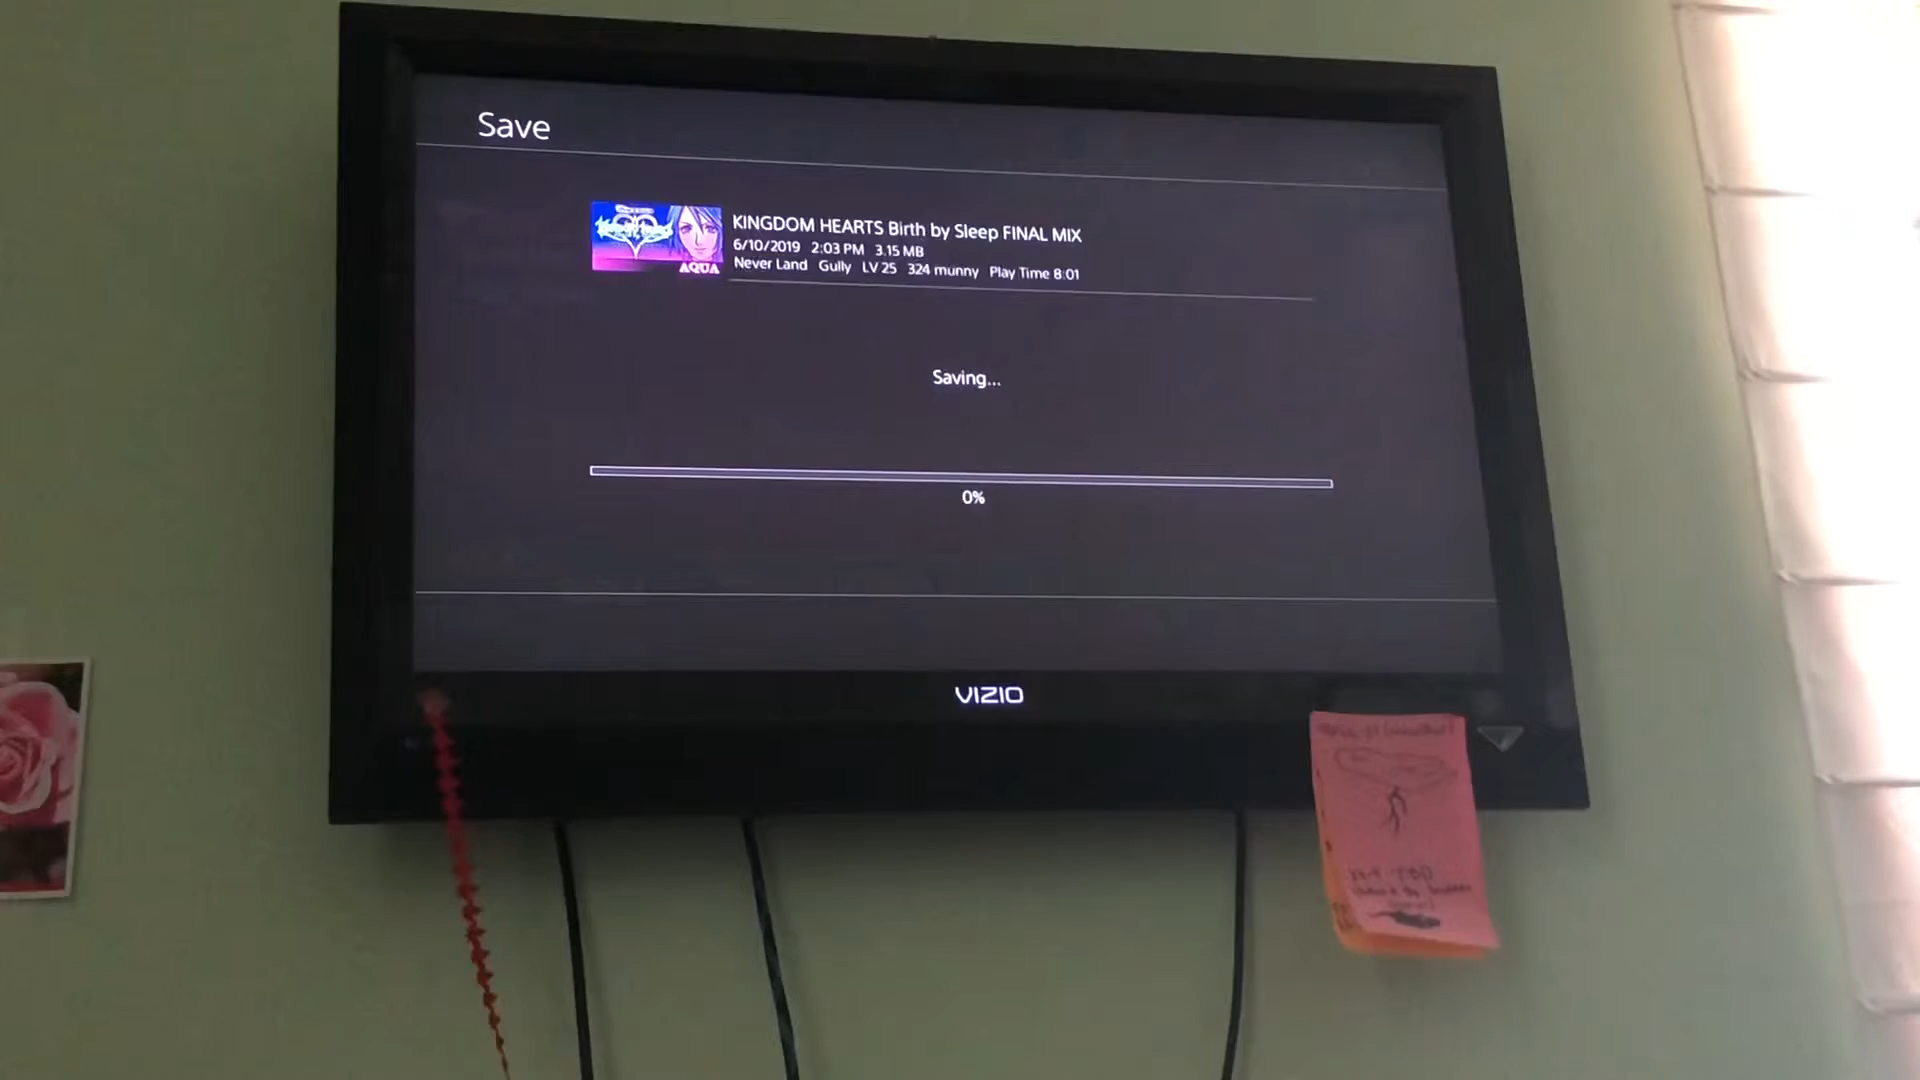 Save
KINGDOM HEARTS Birth by Sleep FINAL MIX
6/10/2019 2:03 PM 3.15 MB
Never Land Gully LV 25 324 munny Play Time 8:01
AQUA
Saving...
0%
VIZIO